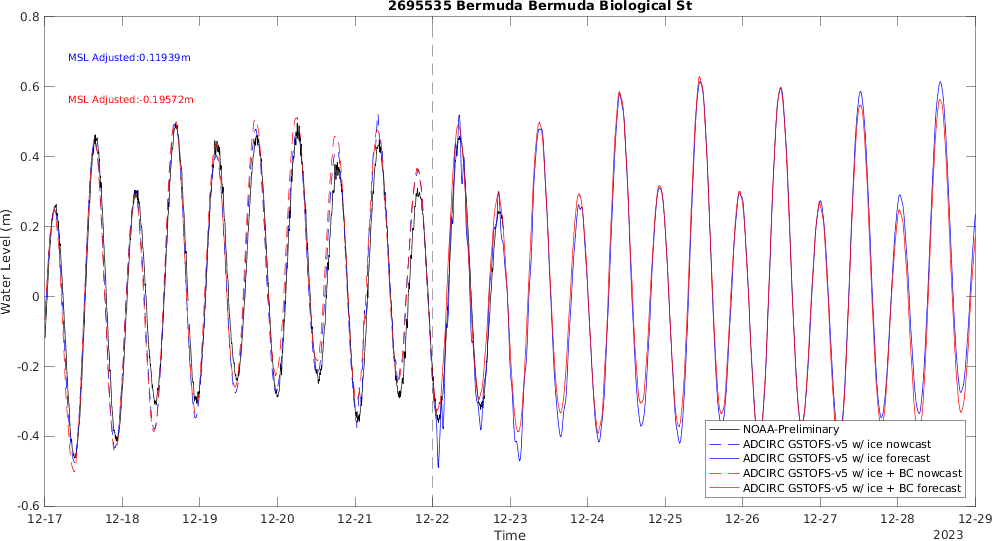 2695535 Bermuda Bermuda Biological St
MSL Adjusted:0.11939m
MSL Adjusted:-0.19572m
Water Level (m)
0.8
0.6
0.4
0.2
0
-0.2
-0.4
-0.6
NOAA-Preliminary
ADCIRC GSTOFS-v5 w/ ice nowcast
ADCIRC GSTOFS-v5 w/ ice forecast
ADCIRC GSTOFS-v5 w/ ice + BC nowcast
ADCIRC GSTOFS-v5 w/ ice + BC forecast
12-17 12-18 12-19 12-20 12-21 12-22 12-23 12-24 12-25 12-26 12-27 12-28 12-29
Time
2023